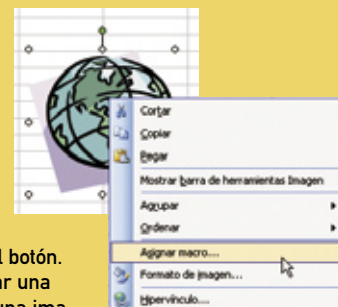 Cortar
Copiar
Pegar
Mostrar barra de herramientas Imagen
Agrupar
Ordenar
Asignar macro...
Formato de imagen...
Hipervínculo...
l botón.
ar una
una ima